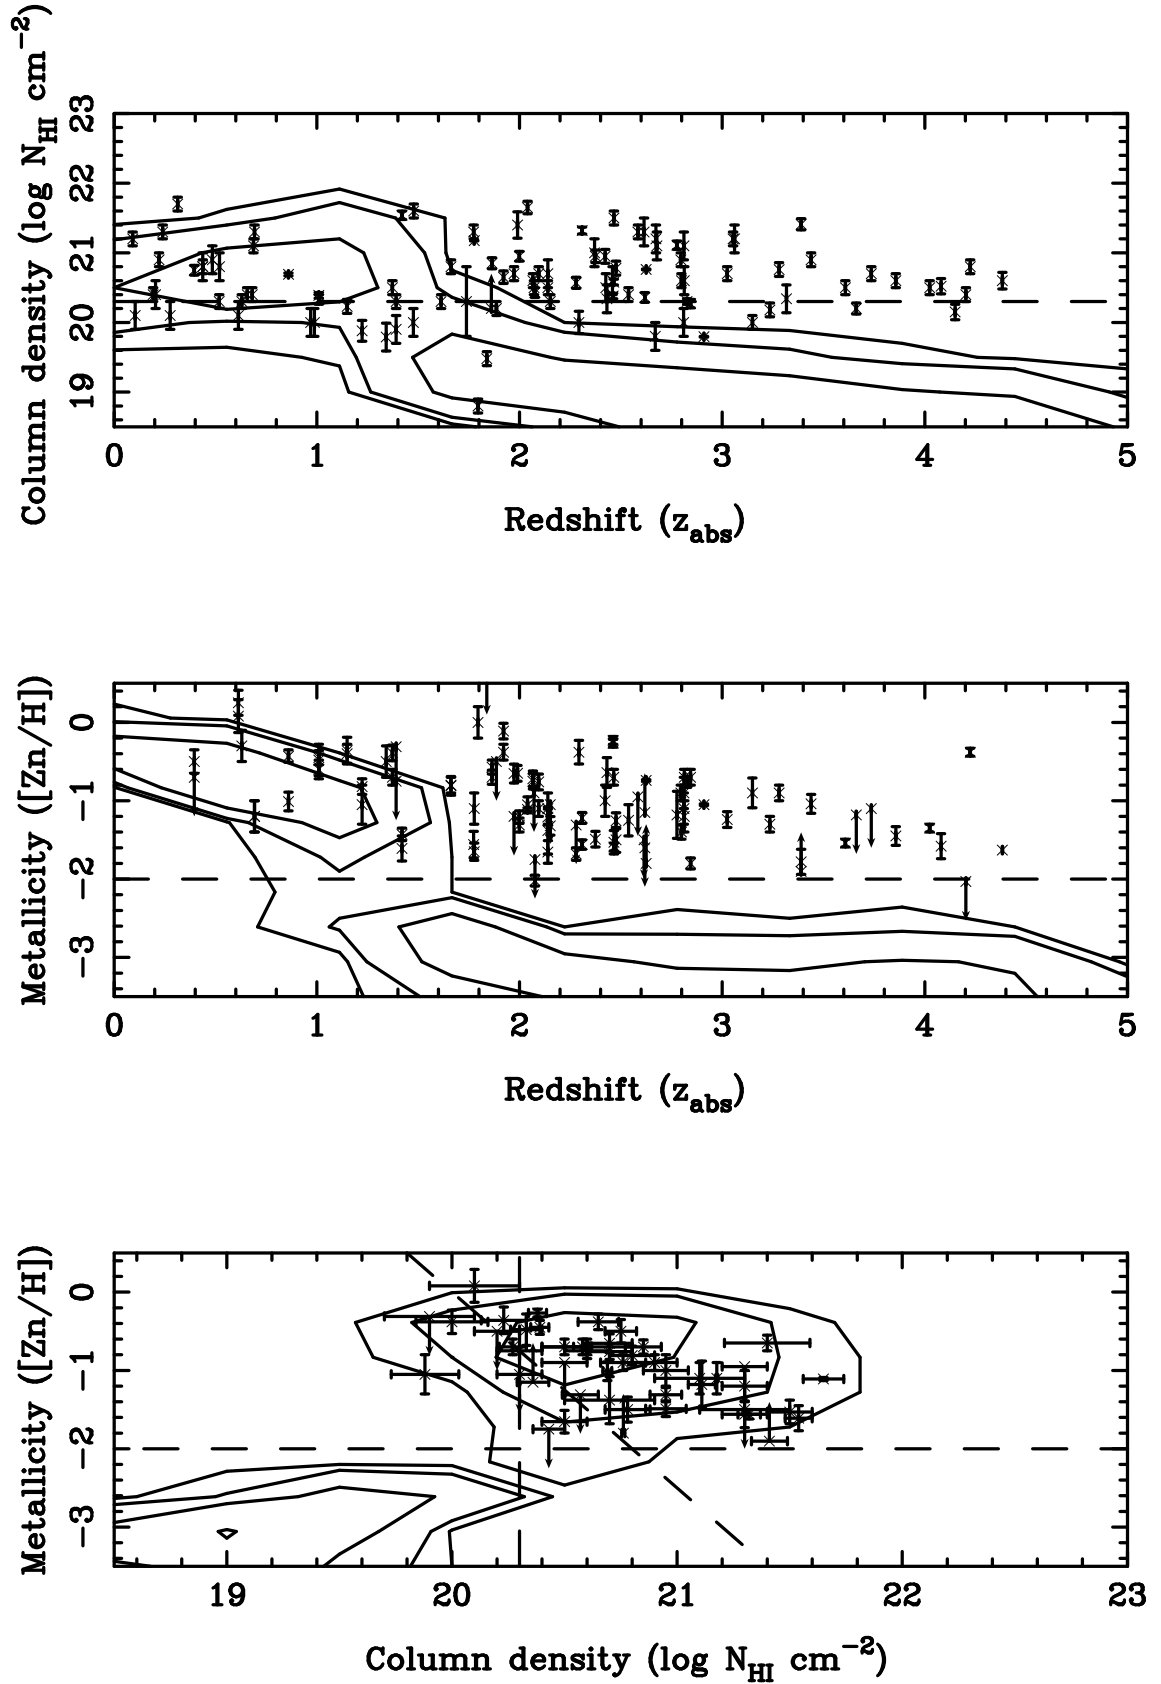 Column density (log N_HI cm^-2)
23
22
21
20
19
0 1 2 3 4 5
Redshift (z_abs)
Metallicity ([Zn/H])
0
-1
-2
-3
0 1 2 3 4 5
Redshift (z_abs)
Metallicity ([Zn/H])
0
-1
-2
-3
19 20 21 22 23
Column density (log N_HI cm^-2)